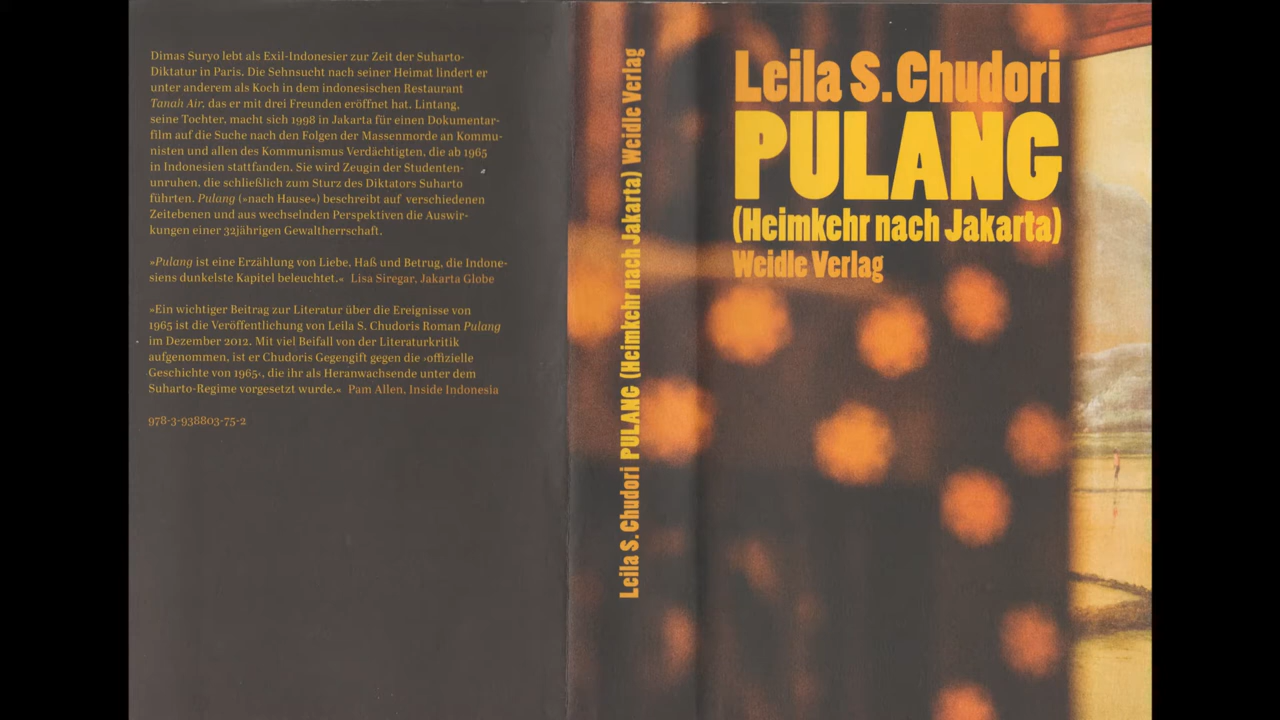 Dimas Suryo lebt als Exil-Indonesier zur Zeit der Suharto-
Diktatur in Paris. Die Sehnsucht nach seiner Heimat lindert er
unter anderem als Koch in dem indonesischen Restaurant
Tanah Air, das er mit drei Freunden eröffnet hat. Lintang,
seine Tochter, macht sich 1998 in Jakarta für einen Dokumentar-
film auf die Suche nach den Folgen der Massenmorde an Kommu-
nisten und allen des Kommunismus Verdächtigten, die ab 1965
in Indonesien stattfanden. Sie wird Zeugin der Studenten-
unruhen, die schließlich zum Sturz des Diktators Suharto
führten. Pulang (»nach Hause«) beschreibt auf verschiedenen
Zeitebenen und aus wechselnden Perspektiven die Auswir-
kungen einer 32jährigen Gewaltherrschaft.
»Pulang ist eine Erzählung von Liebe, Haß und Betrug, die Indone-
siens dunkelste Kapitel beleuchtet.« Lisa Siregar, Jakarta Globe
»Ein wichtiger Beitrag zur Literatur über die Ereignisse von
1965 ist die Veröffentlichung von Leila S. Chudoris Roman Pulang
im Dezember 2012. Mit viel Beifall von der Literaturkritik
aufgenommen, ist er Chudoris Gegengift gegen die ›offizielle
Geschichte von 1965‹, die ihr als Heranwachsende unter dem
Suharto-Regime vorgesetzt wurde.« Pam Allen, Inside Indonesia
978-3-938803-75-2
Leila S. Chudori PULANG (Heimkehr nach Jakarta) Weidle Verlag
Leila S. Chudori
PULANG
(Heimkehr nach Jakarta)
Weidle Verlag